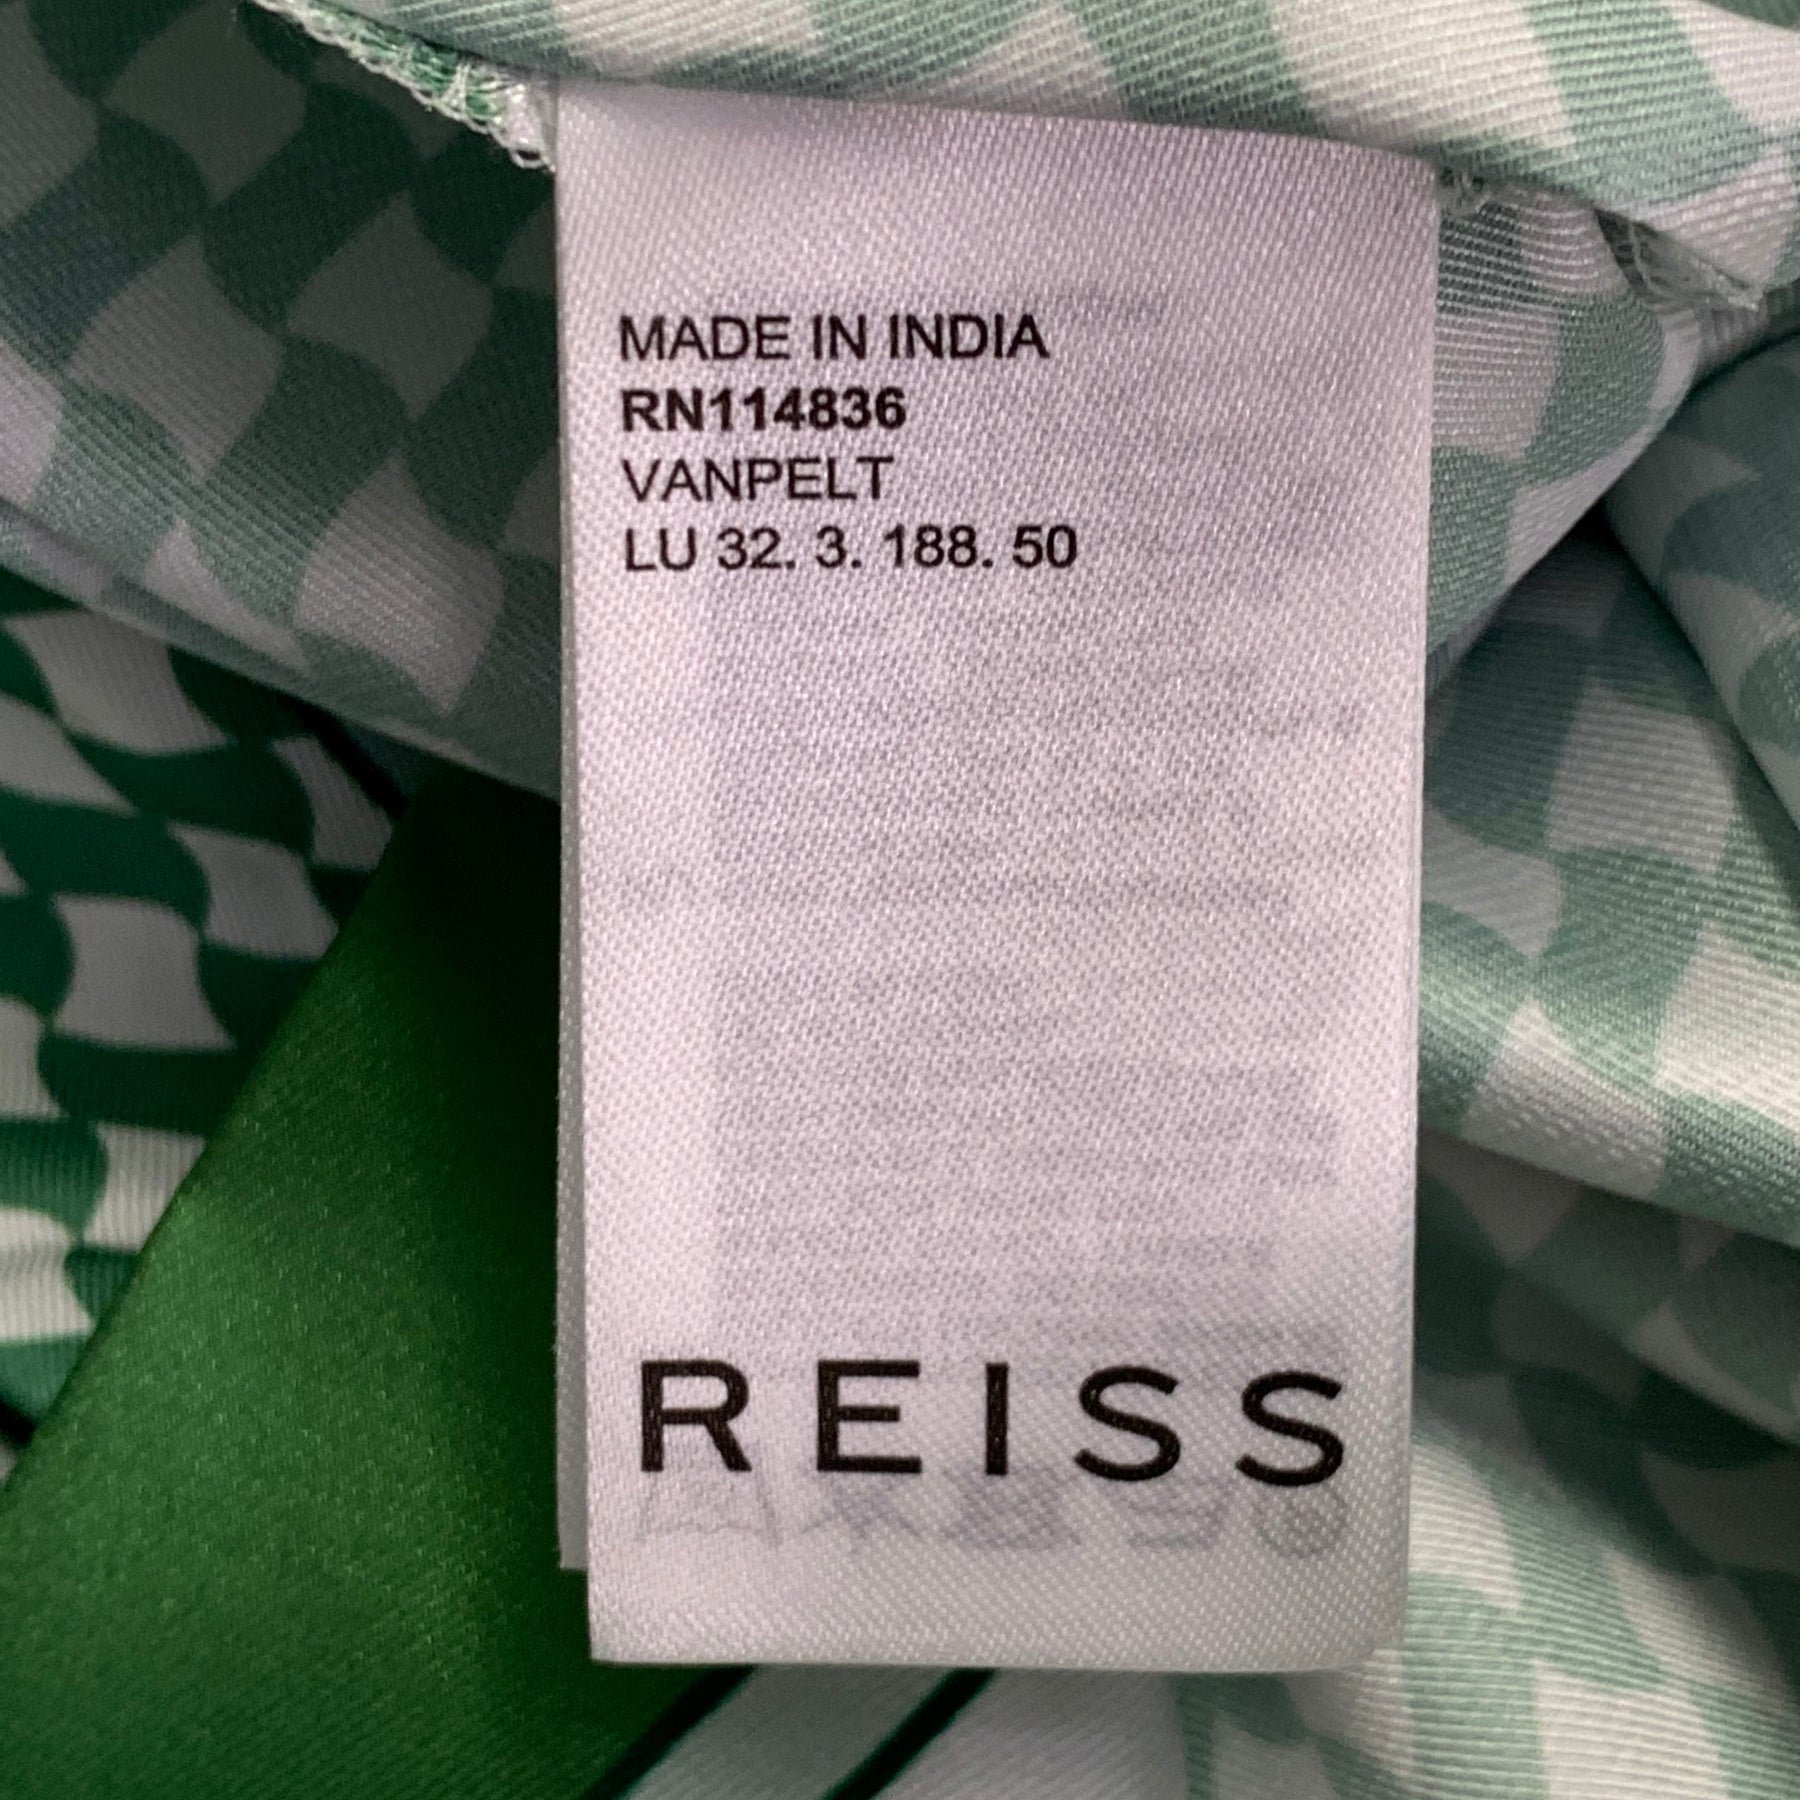 MADE IN INDIA
RN114836
VANPELT
LU 32. 3. 188. 50
REISS